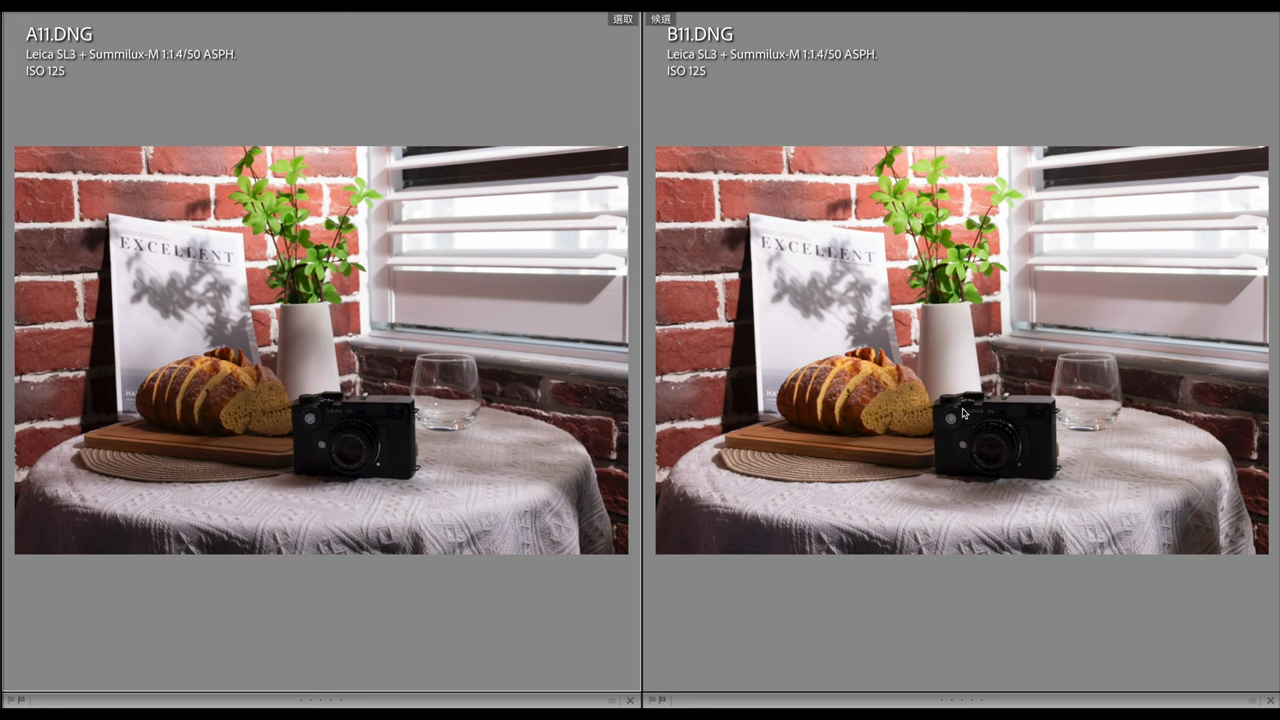 選取
候選
A11.DNG
Leica SL3 + Summilux-M 1:1.4/50 ASPH.
ISO 125
B11.DNG
Leica SL3 + Summilux-M 1:1.4/50 ASPH.
ISO 125
EXCELLENT
EXCELLENT